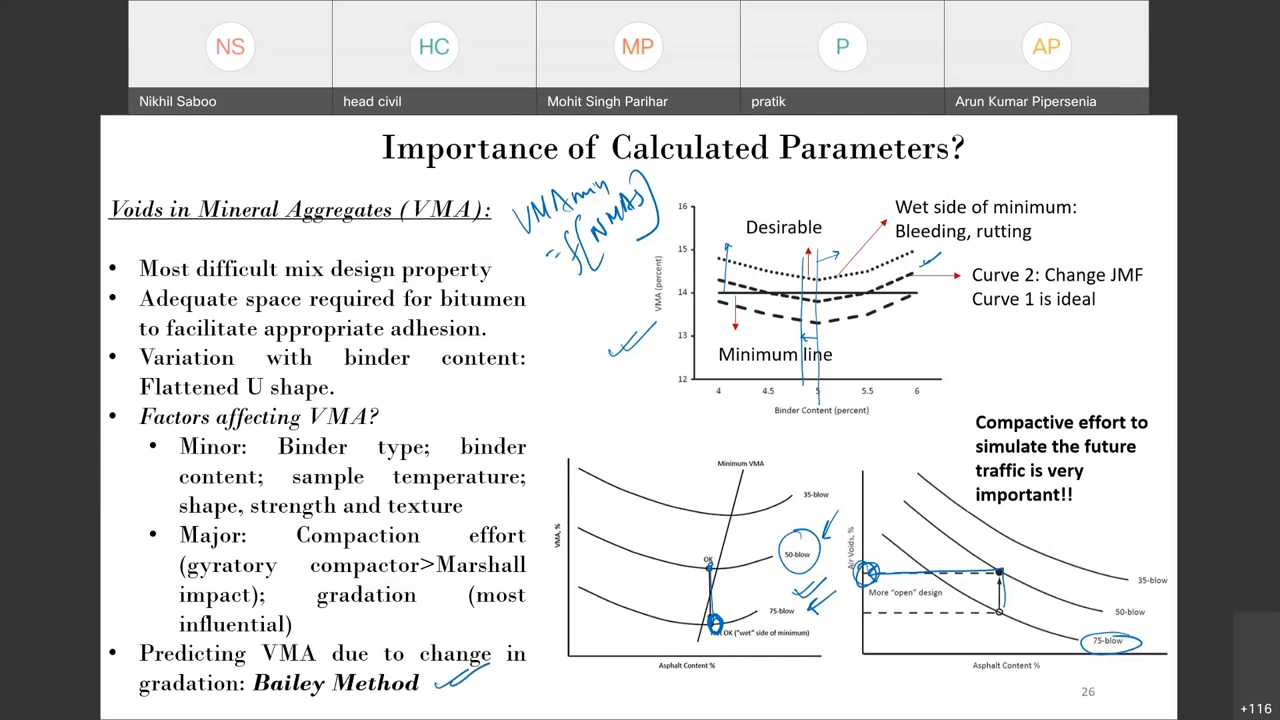 NS
HC
MP
P
AP
Nikhil Saboo
head civil
Mohit Singh Parihar
pratik
Arun Kumar Pipersenia
Importance of Calculated Parameters?
Voids in Mineral Aggregates (VMA):
• Most difficult mix design property
• Adequate space required for bitumen
to facilitate appropriate adhesion.
• Variation with binder content:
Flattened U shape.
• Factors affecting VMA?
• Minor: Binder type; binder
content; sample temperature;
shape, strength and texture
• Major: Compaction effort
(gyratory compactor>Marshall
impact); gradation (most
influential)
• Predicting VMA due to change in
gradation: Bailey Method
VMA min
= f(NMAS)
16
15
14
13
12
VMA (percent)
4
4.5
5
5.5
6
Binder Content (percent)
Desirable
Minimum line
Wet side of minimum:
Bleeding, rutting
Curve 2: Change JMF
Curve 1 is ideal
Compactive effort to
simulate the future
traffic is very
important!!
VMA, %
Minimum VMA
35-blow
OK
50-blow
75-blow
OK ("wet" side of minimum)
Asphalt Content %
Air Voids, %
More "open" design
35-blow
50-blow
75-blow
Asphalt Content %
26
+116